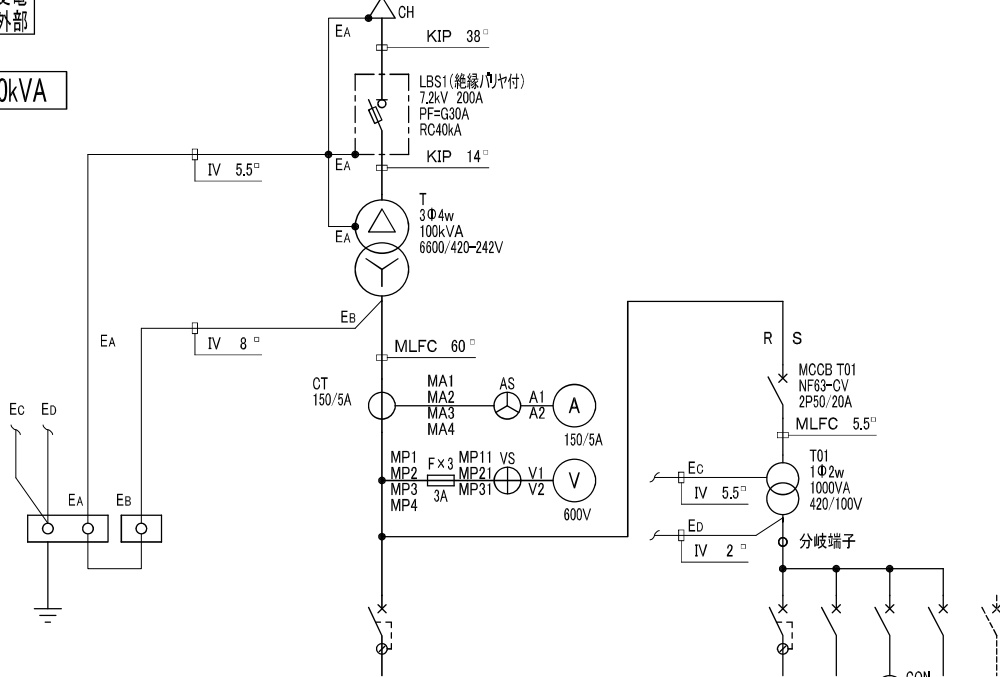 外部
0kVA
CH
EA
KIP 38□
LBS1(絶縁バリヤ付)
7.2kV 200A
PF=G30A
RC40kA
EA
KIP 14□
IV 5.5□
T
3Φ4w
100kVA
6600/420-242V
EA
EB
IV 8□
EA
MLFC 60□
R S
CT
150/5A
MA1
MA2
MA3
MA4
AS
A1
A2
A
150/5A
MCCB T01
NF63-CV
2P50/20A
MLFC 5.5□
EC ED
MP1
MP2
MP3
MP4
F×3
3A
MP11
MP21
MP31
VS
V1
V2
V
600V
T01
1Φ2w
1000VA
420/100V
EC
IV 5.5□
EA EB
ED
IV 2□
分岐端子
CON